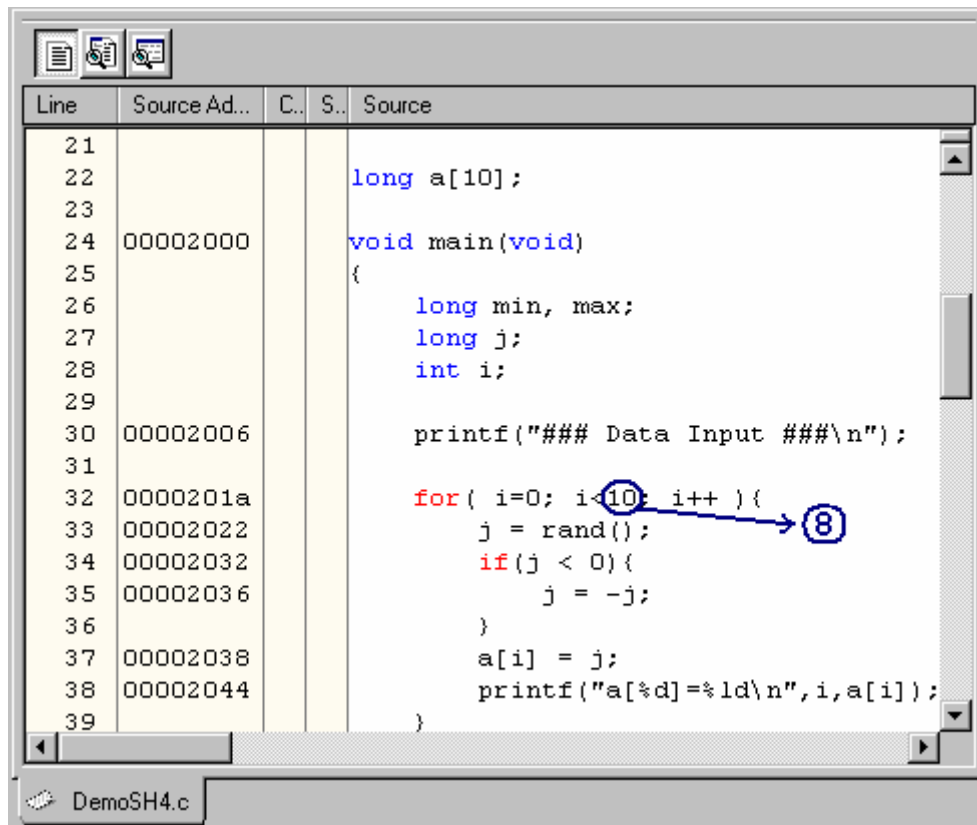 Line Source Ad... C.. S.. Source
21
22 long a[10];
23
24 00002000 void main(void)
25 {
26 long min, max;
27 long j;
28 int i;
29
30 00002006 printf("### Data Input ###\n");
31
32 0000201a for( i=0; i<10; i++ ){
33 00002022 j = rand();
8
34 00002032 if(j < 0){
35 00002036 j = -j;
36 }
37 00002038 a[i] = j;
38 00002044 printf("a[%d]=%ld\n",i,a[i]);
39 }
DemoSH4.c